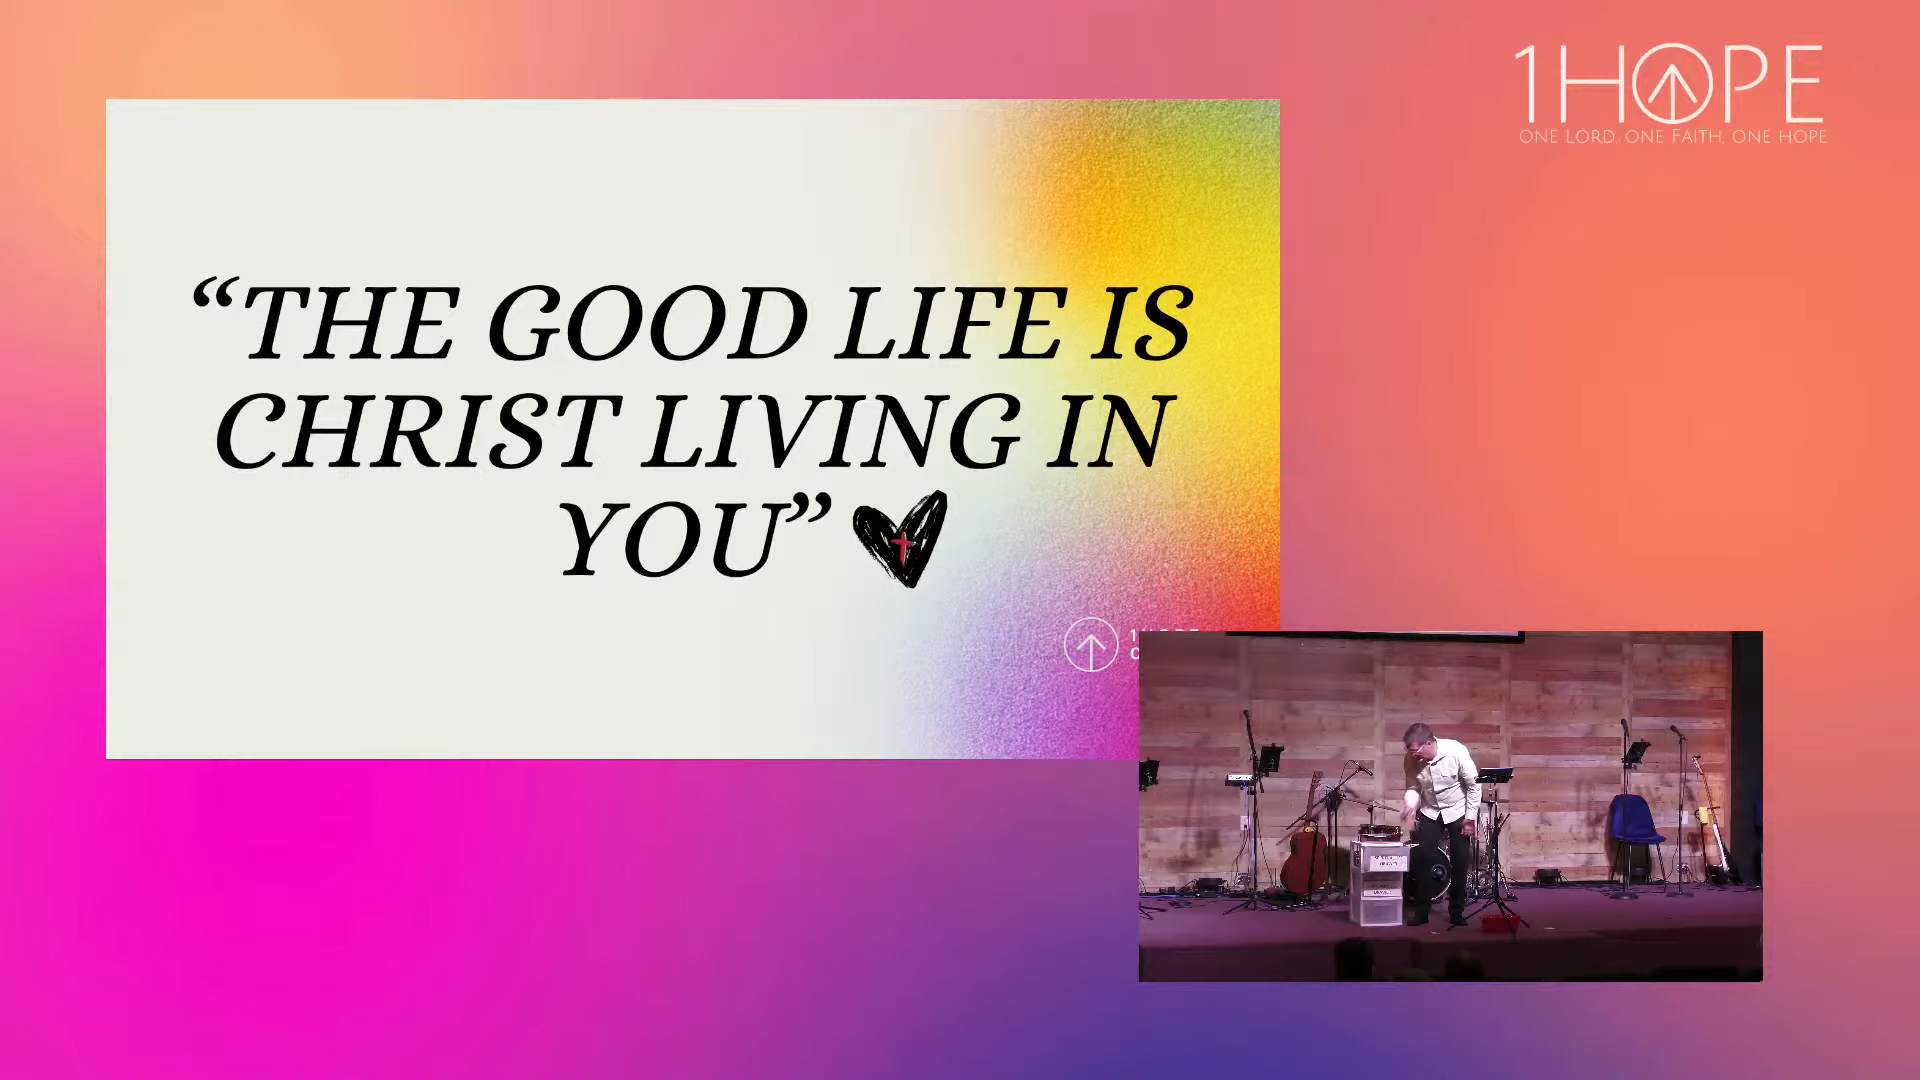 1HOPE
ONE LORD, ONE FAITH, ONE HOPE
“THE GOOD LIFE IS
CHRIST LIVING IN
YOU”